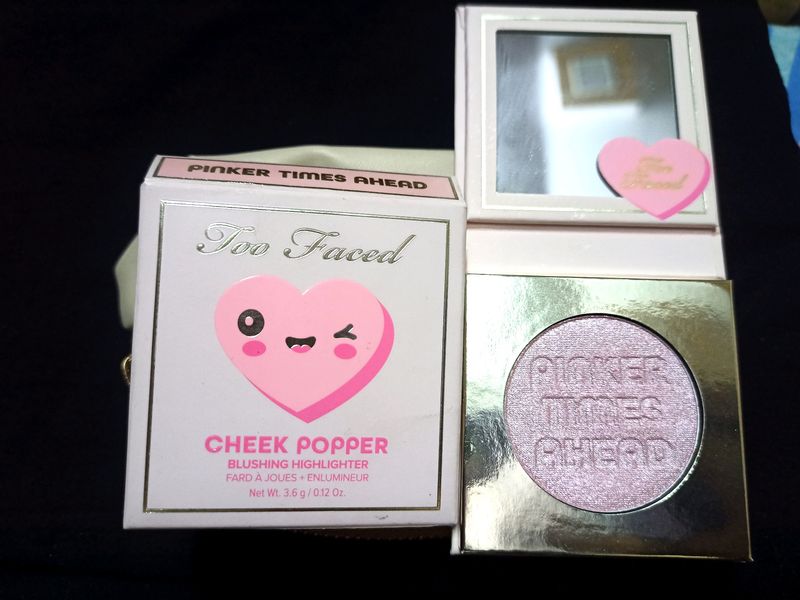 PINKER TIMES AHEAD
Too Faced
CHEEK POPPER
BLUSHING HIGHLIGHTER
FARD A JOUES + ENLUMINEUR
Net Wt. 3.6 g / 0.12 Oz.
Too
Faced
PINKER
TIMES
AHEAD